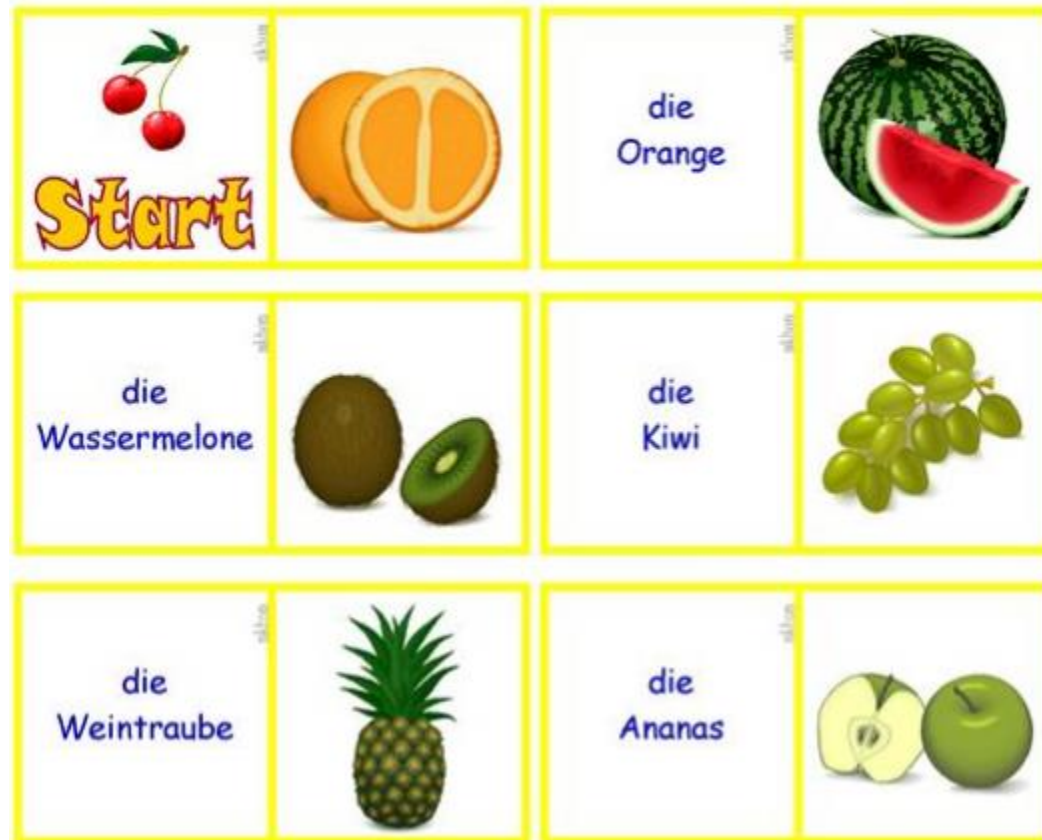 Start
die
Orange
die
Wassermelone
die
Kiwi
die
Weintraube
die
Ananas